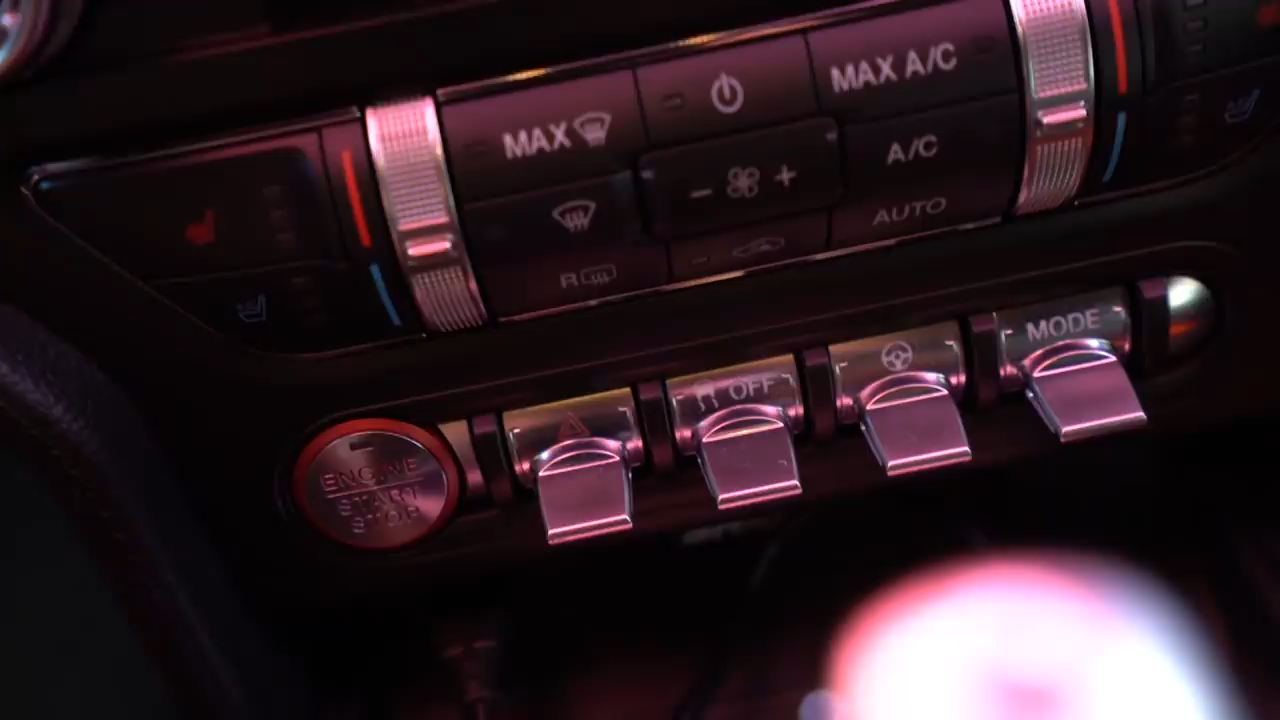 MAX
MAX A/C
A/C
AUTO
R
OFF
MODE
ENGINE
START
STOP